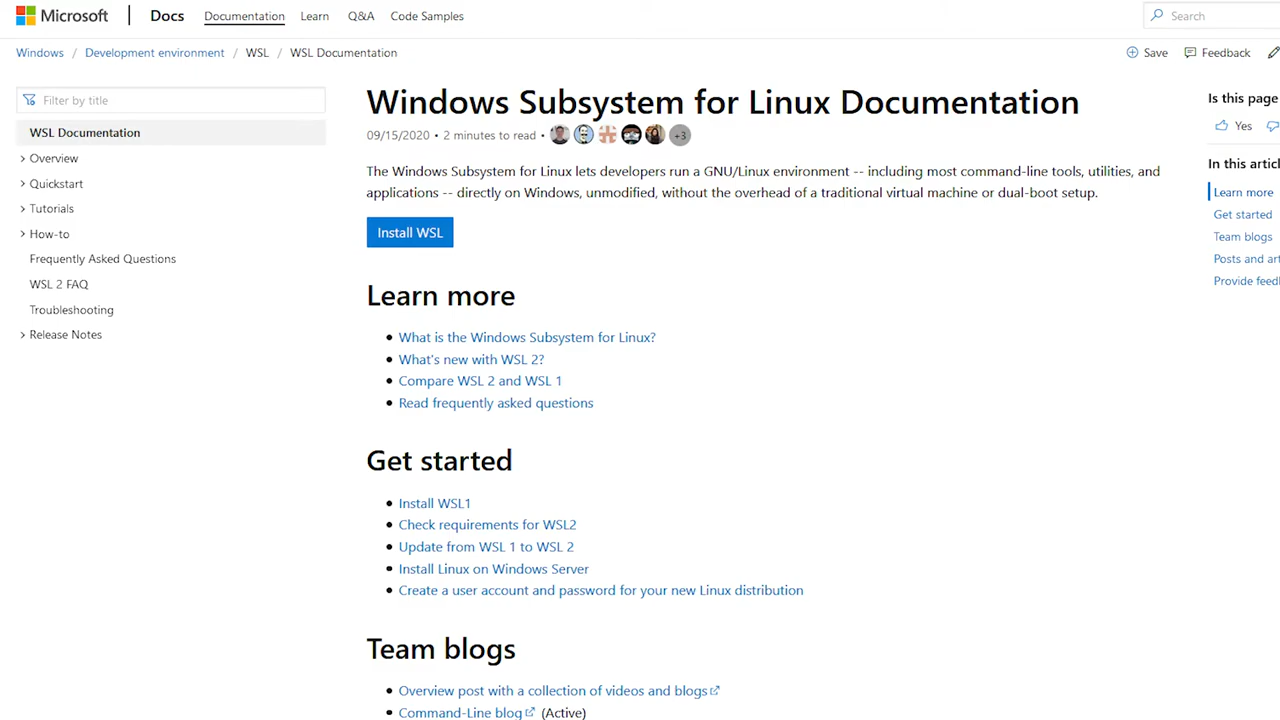 Microsoft Docs Documentation Learn Q&A Code Samples Search
Windows / Development environment / WSL / WSL Documentation Save Feedback
Filter by title
WSL Documentation
Overview
Quickstart
Tutorials
How-to
Frequently Asked Questions
WSL 2 FAQ
Troubleshooting
Release Notes
Windows Subsystem for Linux Documentation
09/15/2020 • 2 minutes to read • +3
The Windows Subsystem for Linux lets developers run a GNU/Linux environment -- including most command-line tools, utilities, and
applications -- directly on Windows, unmodified, without the overhead of a traditional virtual machine or dual-boot setup.
Install WSL
Learn more
• What is the Windows Subsystem for Linux?
• What's new with WSL 2?
• Compare WSL 2 and WSL 1
• Read frequently asked questions
Get started
• Install WSL1
• Check requirements for WSL2
• Update from WSL 1 to WSL 2
• Install Linux on Windows Server
• Create a user account and password for your new Linux distribution
Team blogs
• Overview post with a collection of videos and blogs
• Command-Line blog (Active)
Is this page
Yes
In this articl
Learn more
Get started
Team blogs
Posts and art
Provide feed